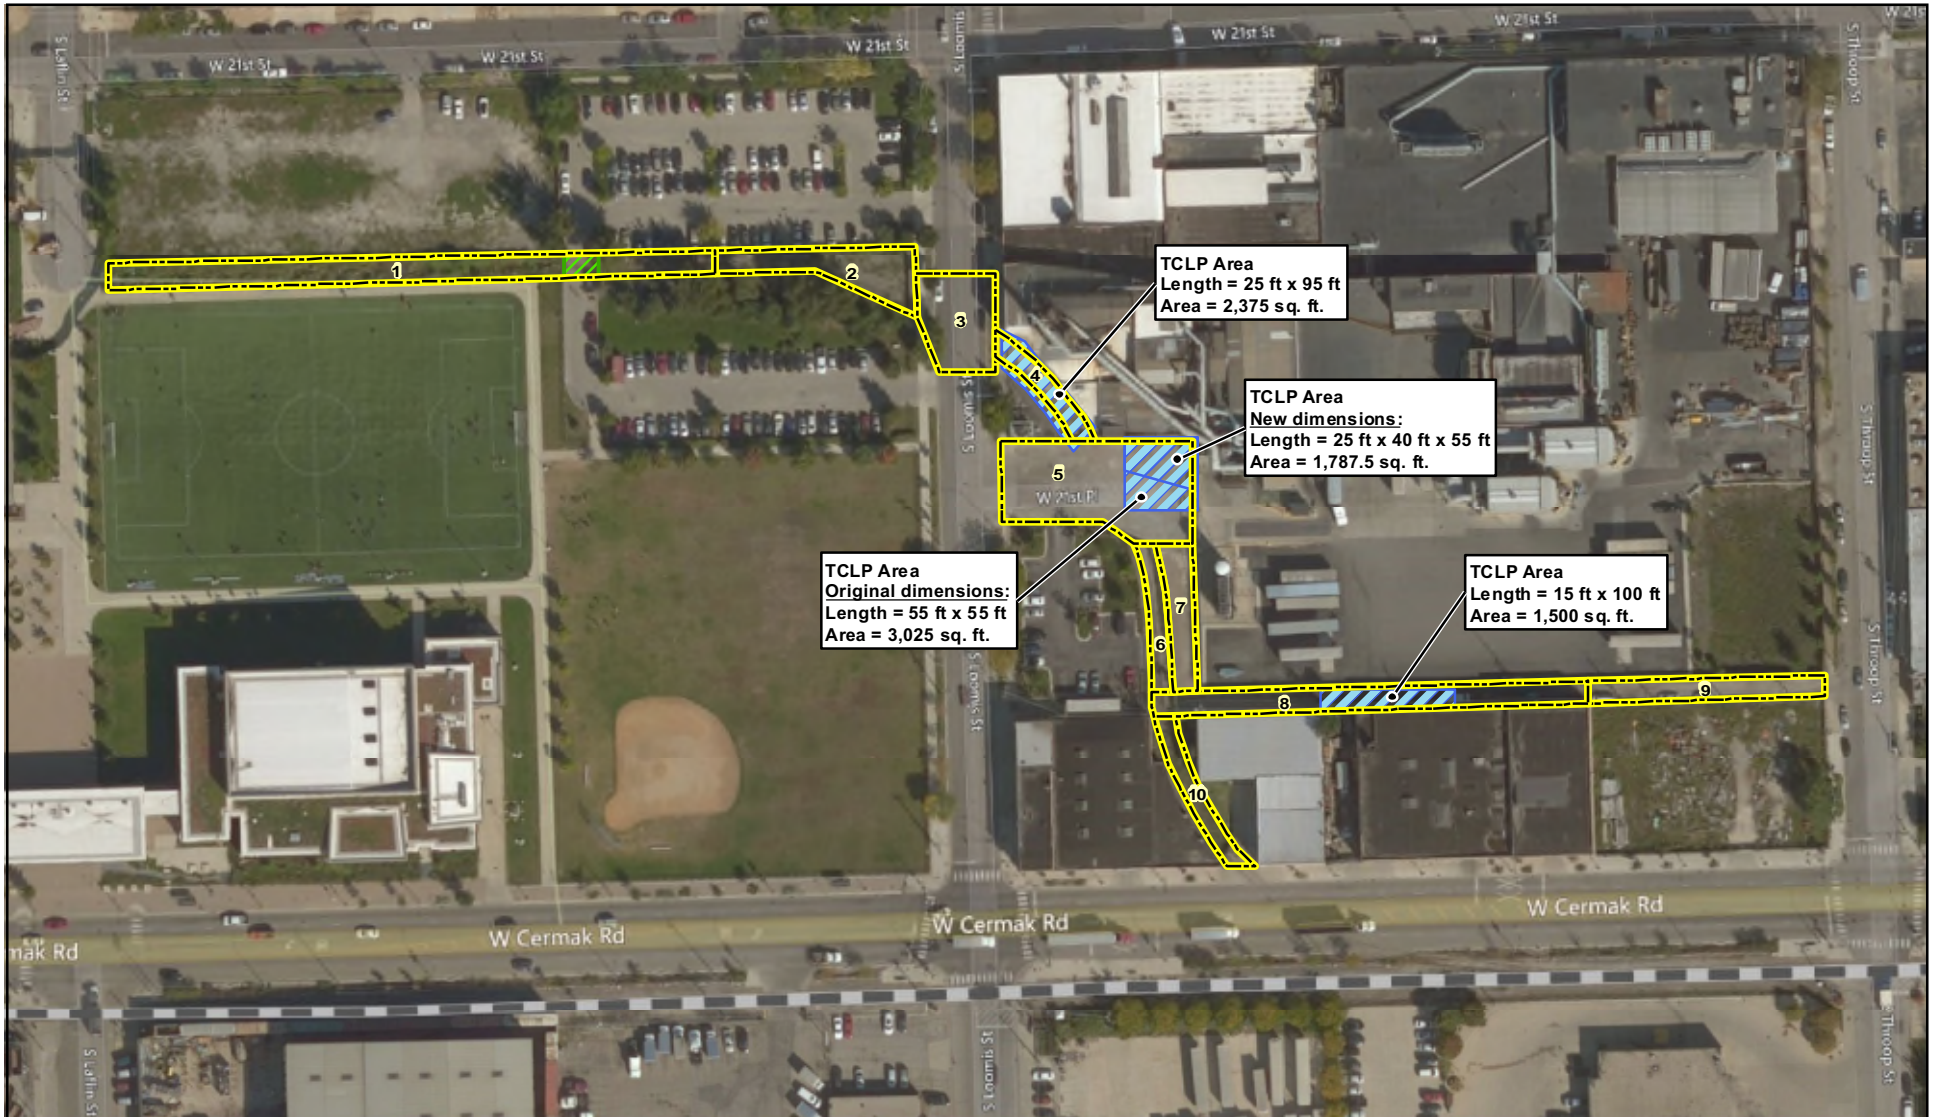 W 21st St
W 21st St
W 21st St
W 21st St
W 21st St
W 21s
S Laflin St
S Loomis
S Throop St
1
2
3
4
5
W 21st Pl
6
7
8
9
10
TCLP Area
Length = 25 ft x 95 ft
Area = 2,375 sq. ft.
TCLP Area
New dimensions:
Length = 25 ft x 40 ft x 55 ft
Area = 1,787.5 sq. ft.
TCLP Area
Original dimensions:
Length = 55 ft x 55 ft
Area = 3,025 sq. ft.
TCLP Area
Length = 15 ft x 100 ft
Area = 1,500 sq. ft.
S Loomis St
S Throop St
S Loomis St
S Throop St
mak Rd
W Cermak Rd
W Cermak Rd
W Cermak Rd
S Laflin St
S Loomis St
S Throop St